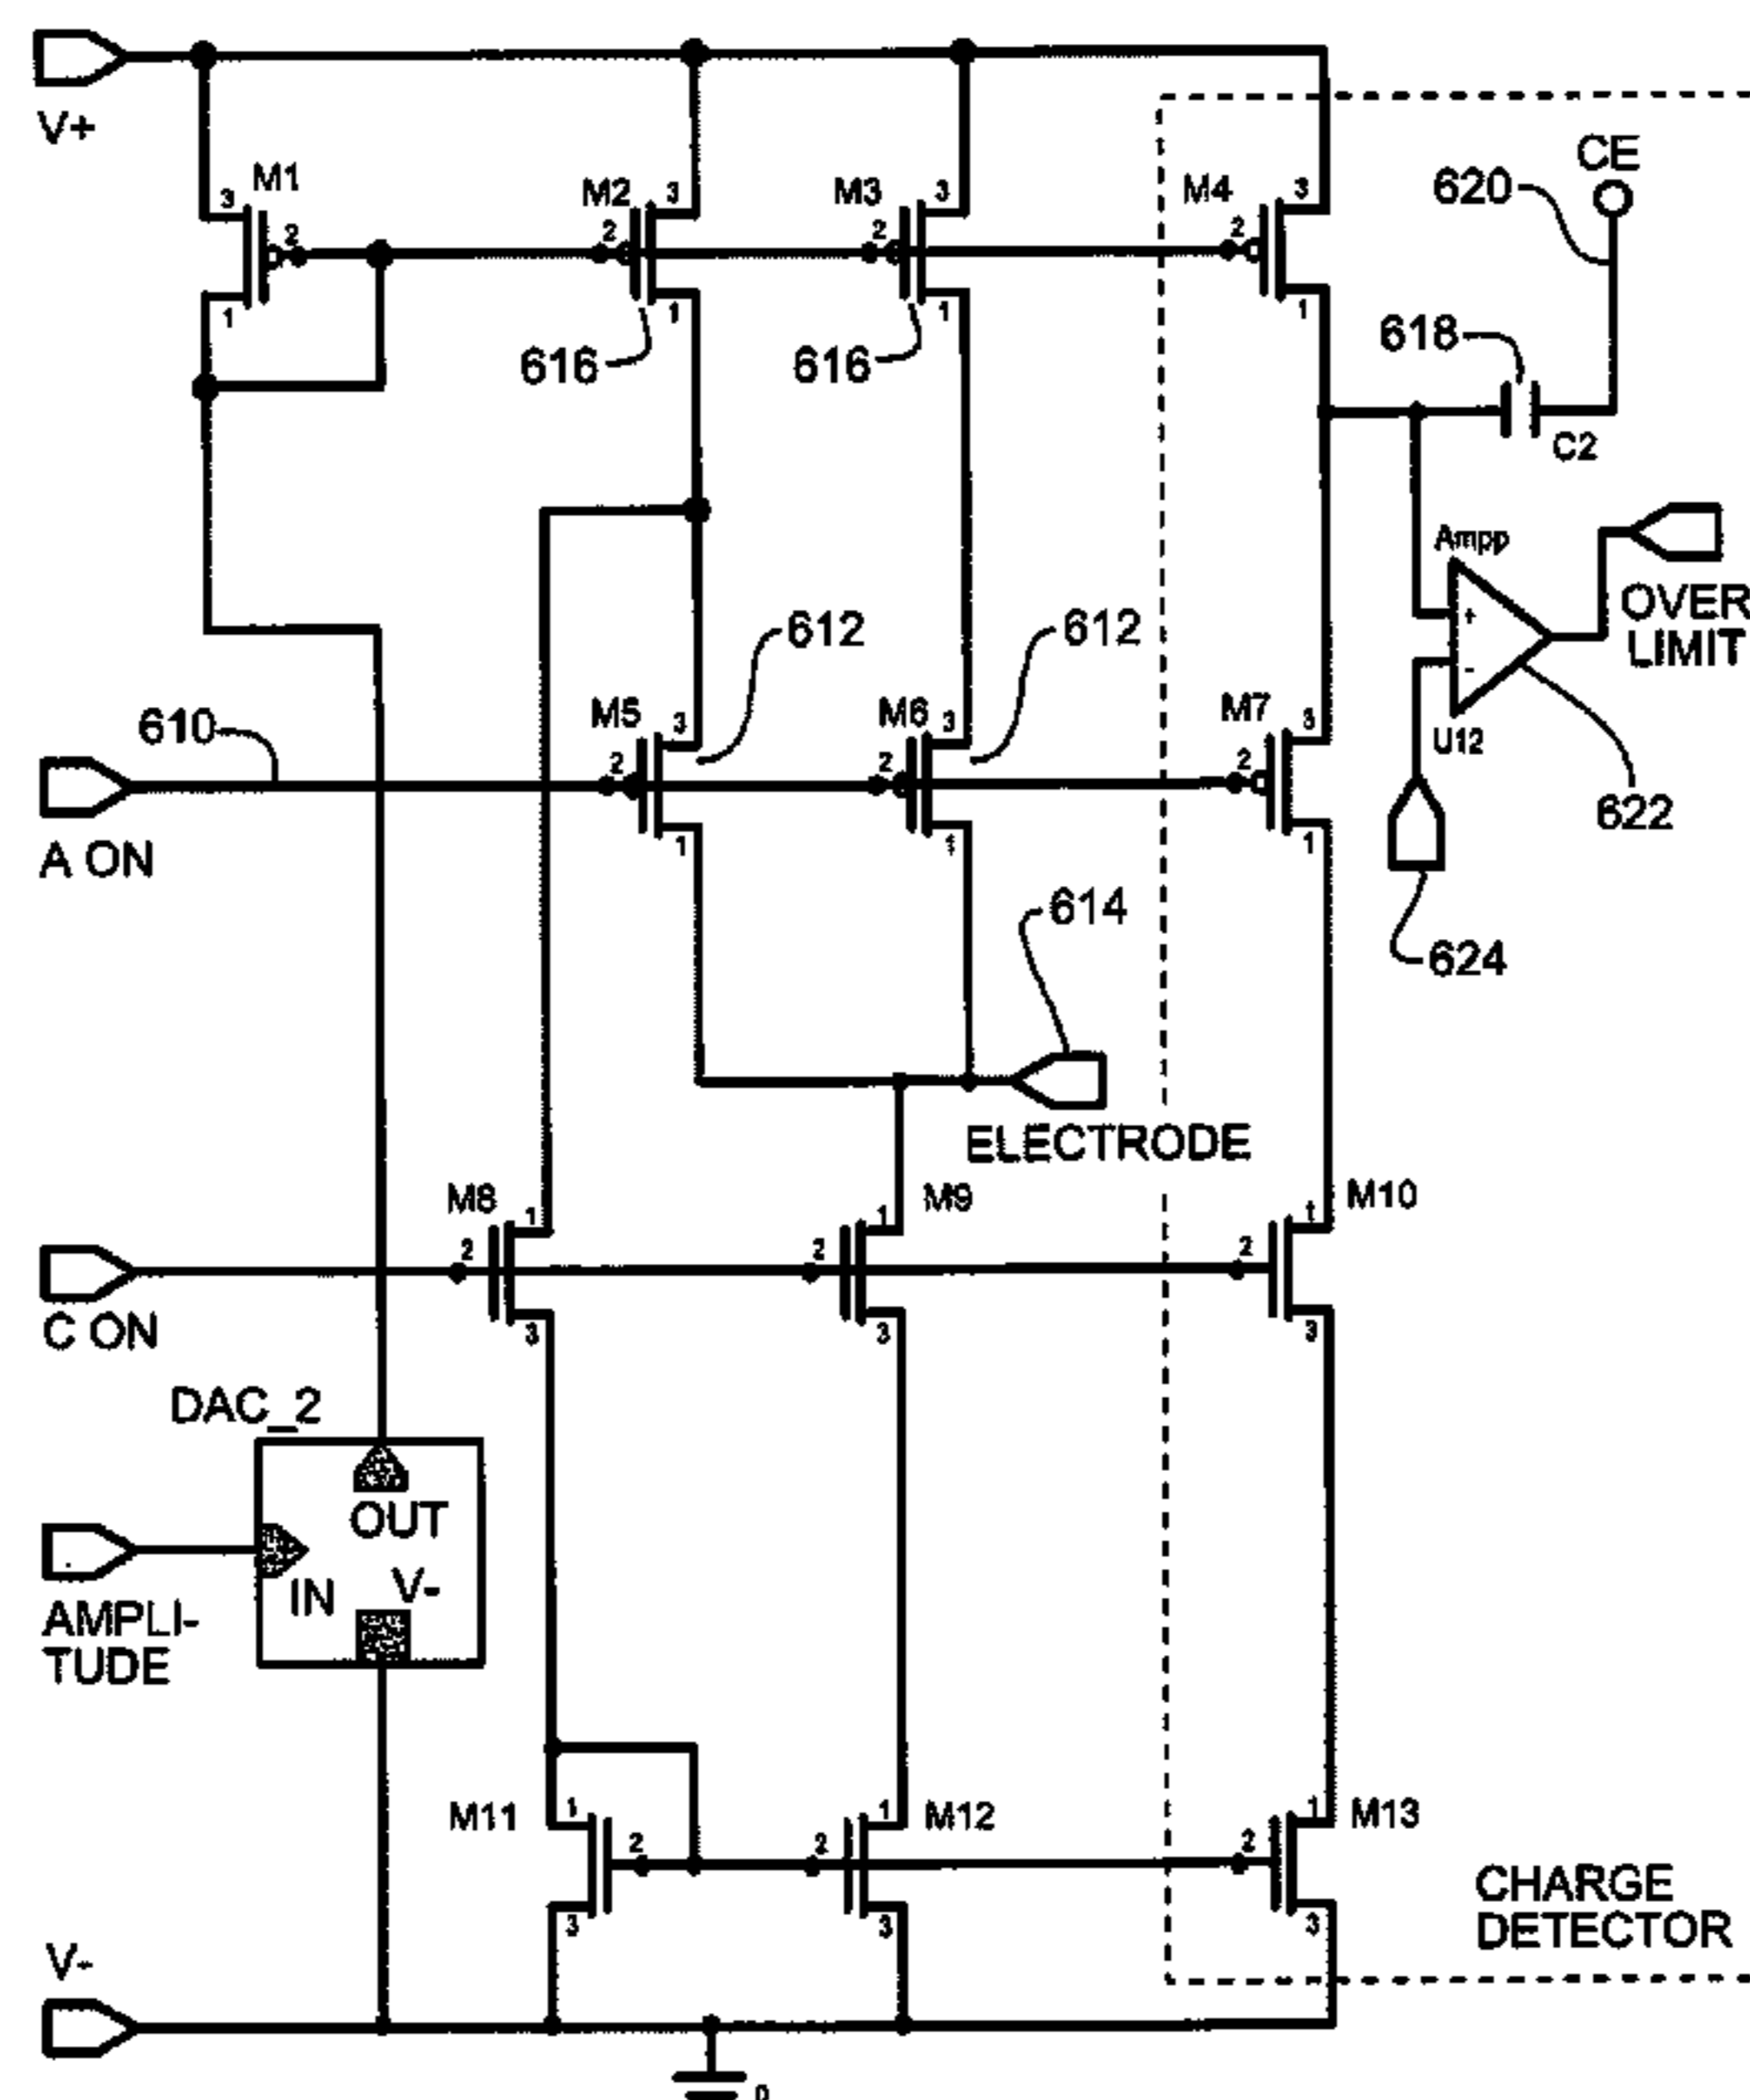 V+
M1
3
2
1
M2
3
2
1
616
M3
3
2
1
616
M4
3
2
1
CE
620
618
C2
Ampp
+
-
U12
OVER
LIMIT
622
624
610
A ON
M5
3
2
1
612
M6
3
2
1
612
M7
3
2
1
614
ELECTRODE
M8
1
2
3
M9
1
2
3
M10
1
2
3
C ON
DAC_2
OUT
IN
V-
AMPLI-
TUDE
M11
1
2
3
M12
1
2
3
M13
1
2
3
CHARGE
DETECTOR
V-